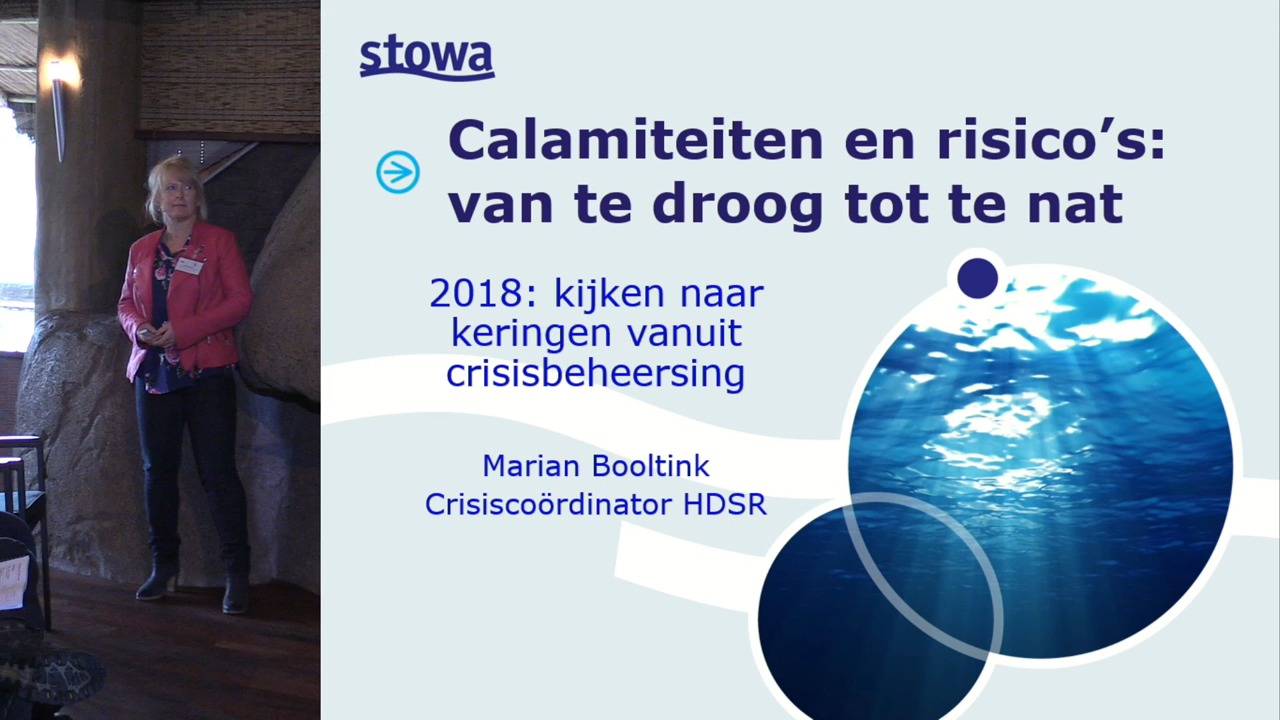 stowa
Calamiteiten en risico’s:
van te droog tot te nat
2018: kijken naar
keringen vanuit
crisisbeheersing
Marian Booltink
Crisiscoördinator HDSR